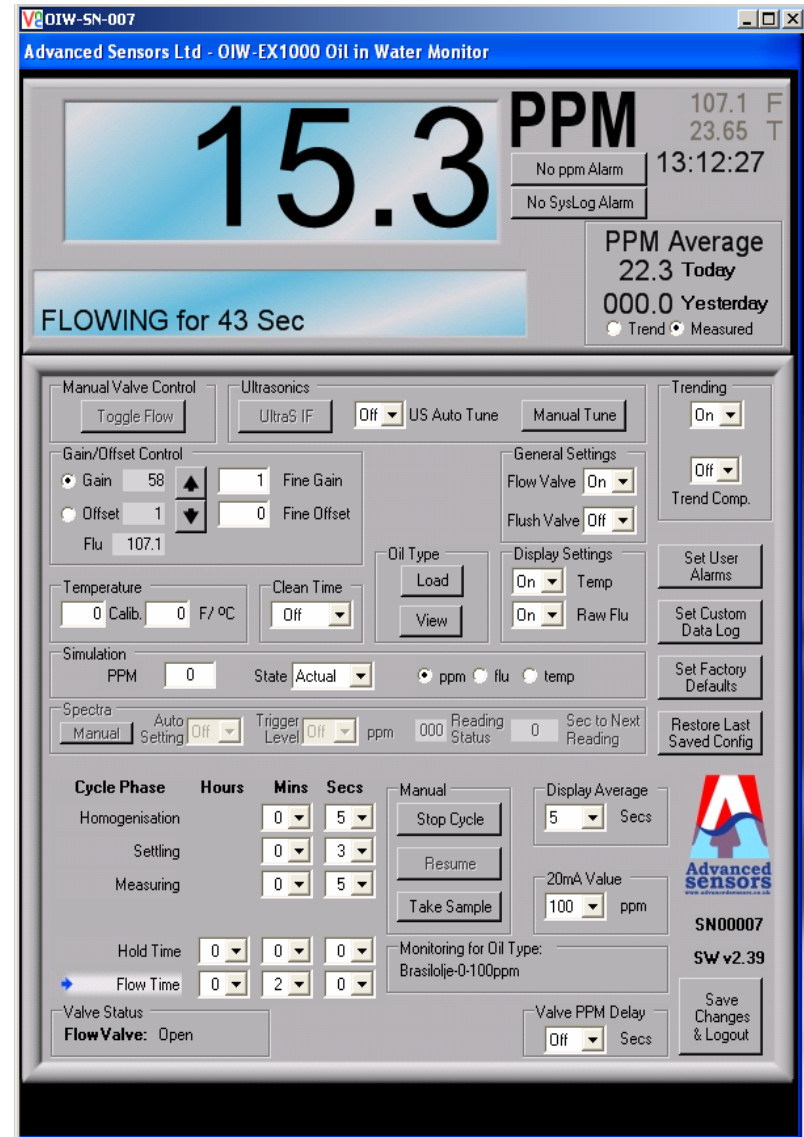 V2 OIW-SN-007
Advanced Sensors Ltd - OIW-EX1000 Oil in Water Monitor
15.3 PPM
107.1 F
23.65 T
13:12:27
No ppm Alarm
No SysLog Alarm
PPM Average
22.3 Today
000.0 Yesterday
Trend Measured
FLOWING for 43 Sec
Manual Valve Control
Toggle Flow
Ultrasonics
UltraS IF Off US Auto Tune Manual Tune
Trending
On
Off
Trend Comp.
Gain/Offset Control
Gain 58 1 Fine Gain
Offset 1 0 Fine Offset
Flu 107.1
General Settings
Flow Valve On
Flush Valve Off
Oil Type
Load
View
Display Settings
On Temp
On Raw Flu
Set User
Alarms
Temperature
0 Calib. 0 F/ ºC
Clean Time
Off
Set Custom
Data Log
Simulation
PPM 0 State Actual ppm flu temp
Set Factory
Defaults
Spectra
Manual Auto Setting Off Trigger Level Off ppm 000 Reading Status 0 Sec to Next Reading
Restore Last
Saved Config
Cycle Phase Hours Mins Secs
Homogenisation 0 5
Settling 0 3
Measuring 0 5
Hold Time 0 0 0
Flow Time 0 2 0
Manual
Stop Cycle
Resume
Take Sample
Display Average
5 Secs
20mA Value
100 ppm
Advanced
sensors
www.advancedsensors.co.uk
SN00007
SW v2.39
Monitoring for Oil Type:
Brasilolje-0-100ppm
Valve Status
FlowValve: Open
Valve PPM Delay
Off Secs
Save
Changes
& Logout